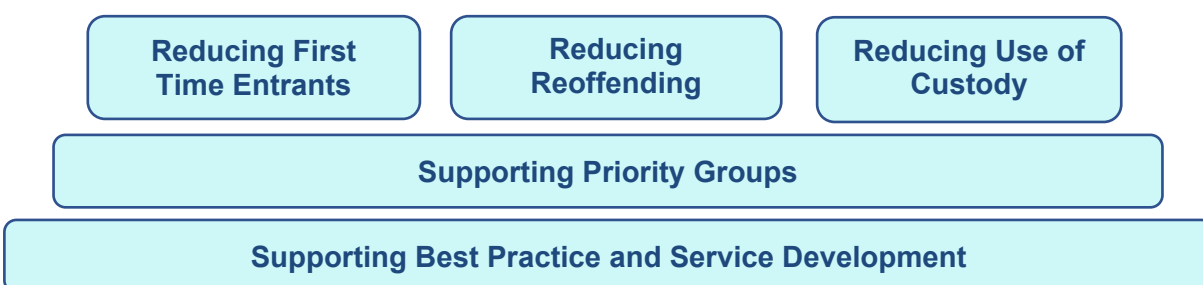 Reducing First
Time Entrants
Reducing
Reoffending
Reducing Use of
Custody
Supporting Priority Groups
Supporting Best Practice and Service Development